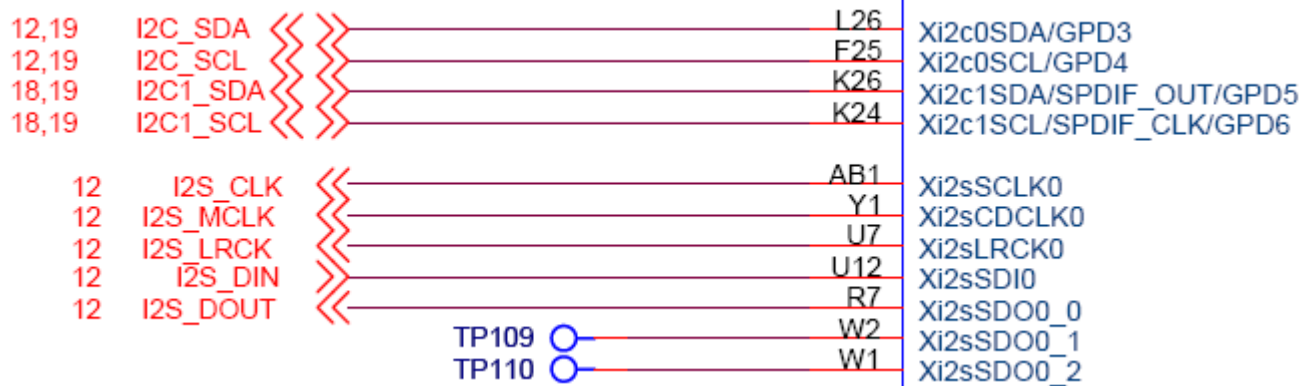 12,19 I2C_SDA L26 Xi2c0SDA/GPD3
12,19 I2C_SCL F25 Xi2c0SCL/GPD4
18,19 I2C1_SDA K26 Xi2c1SDA/SPDIF_OUT/GPD5
18,19 I2C1_SCL K24 Xi2c1SCL/SPDIF_CLK/GPD6
12 I2S_CLK AB1 Xi2sSCLK0
12 I2S_MCLK Y1 Xi2sCDCLK0
12 I2S_LRCK U7 Xi2sLRCK0
12 I2S_DIN U12 Xi2sSDI0
12 I2S_DOUT R7 Xi2sSDO0_0
TP109 W2 Xi2sSDO0_1
TP110 W1 Xi2sSDO0_2